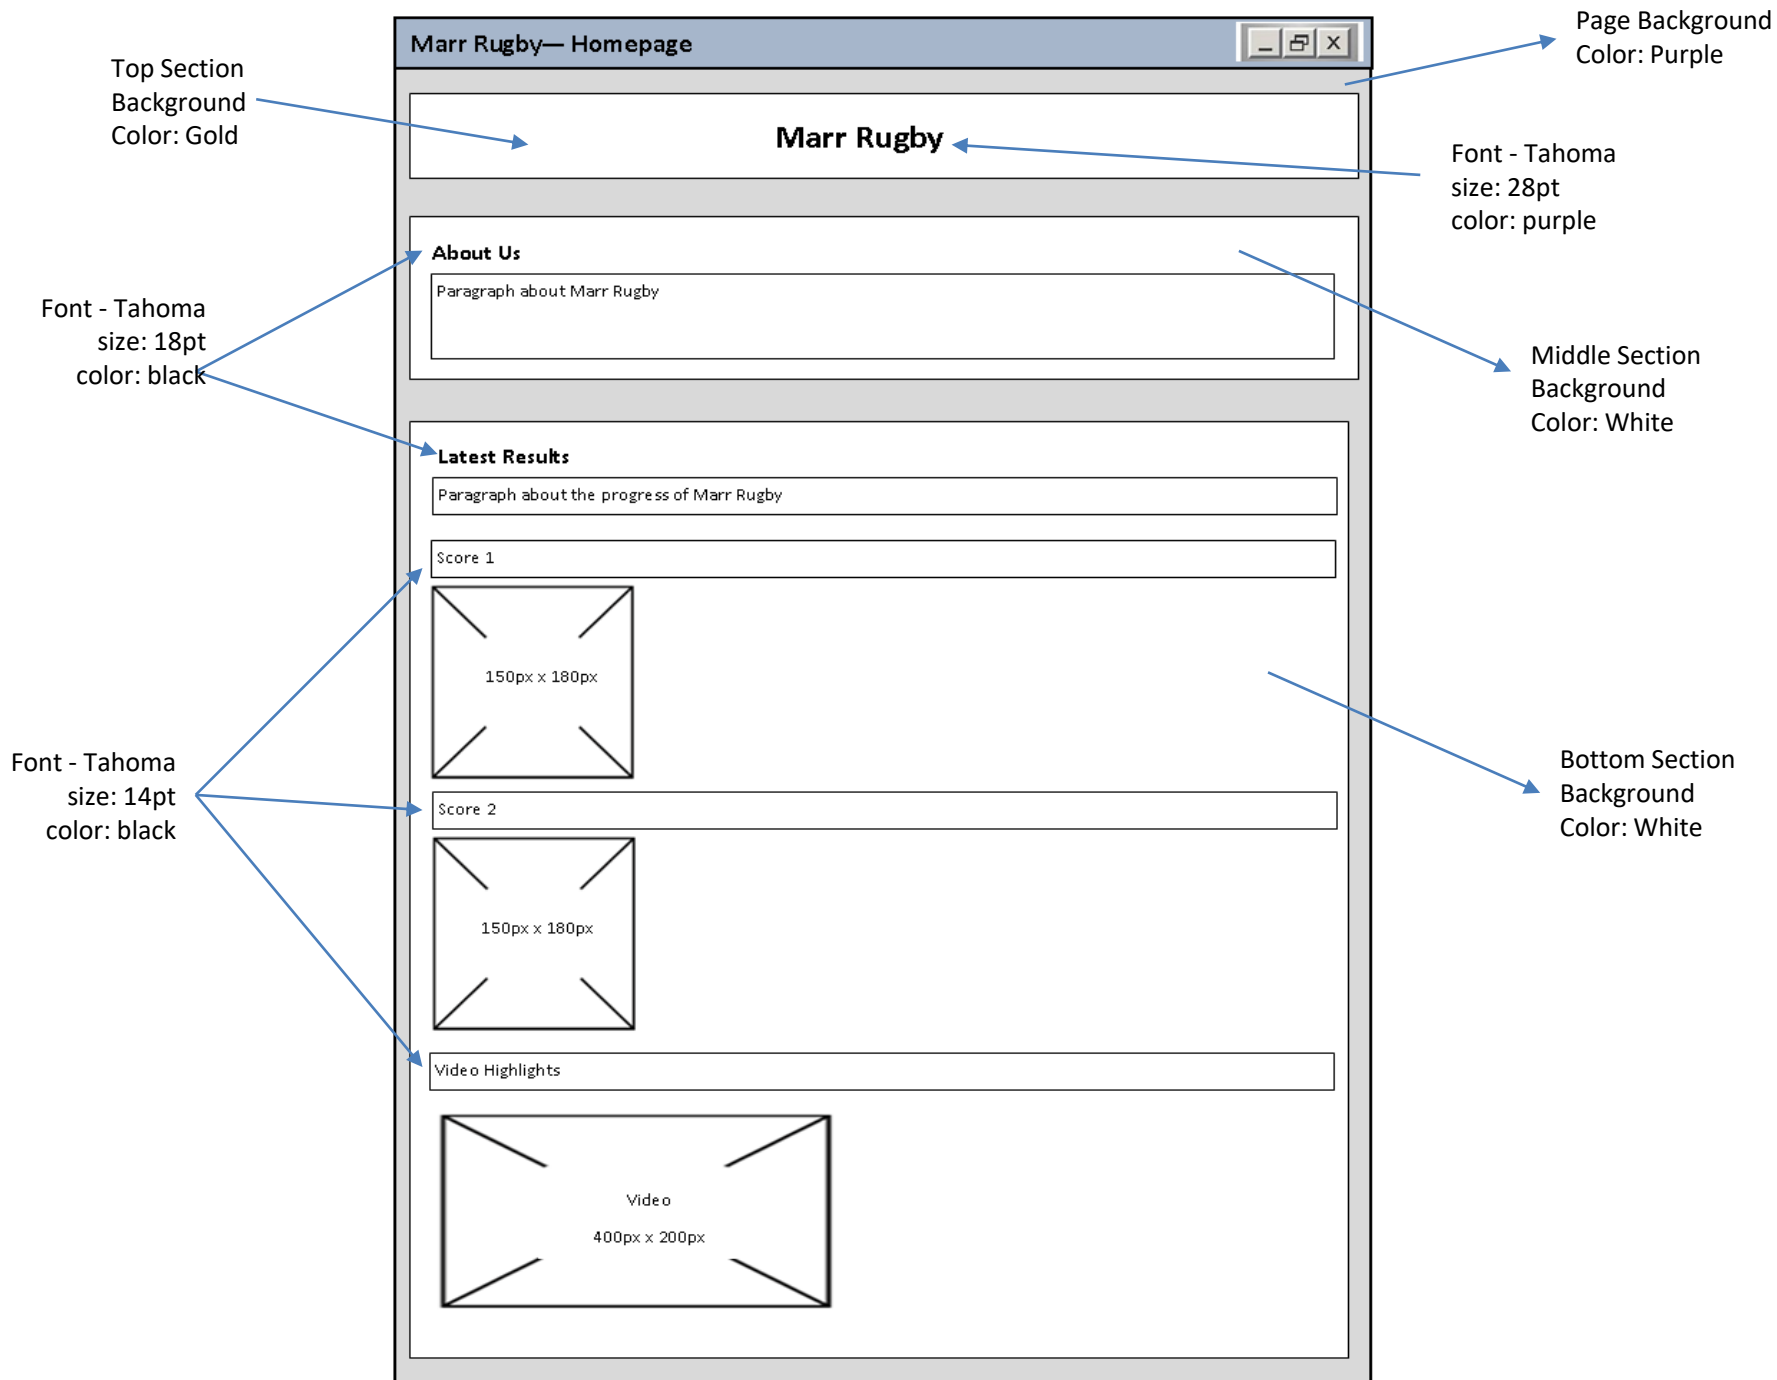 Marr Rugby— Homepage
_ X
Page Background
Color: Purple
Top Section
Background
Color: Gold
Marr Rugby
Font - Tahoma
size: 28pt
color: purple
About Us
Paragraph about Marr Rugby
Font - Tahoma
size: 18pt
color: black
Middle Section
Background
Color: White
Latest Results
Paragraph about the progress of Marr Rugby
Score 1
150px x 180px
Font - Tahoma
size: 14pt
color: black
Bottom Section
Background
Color: White
Score 2
150px x 180px
Video Highlights
Video
400px x 200px